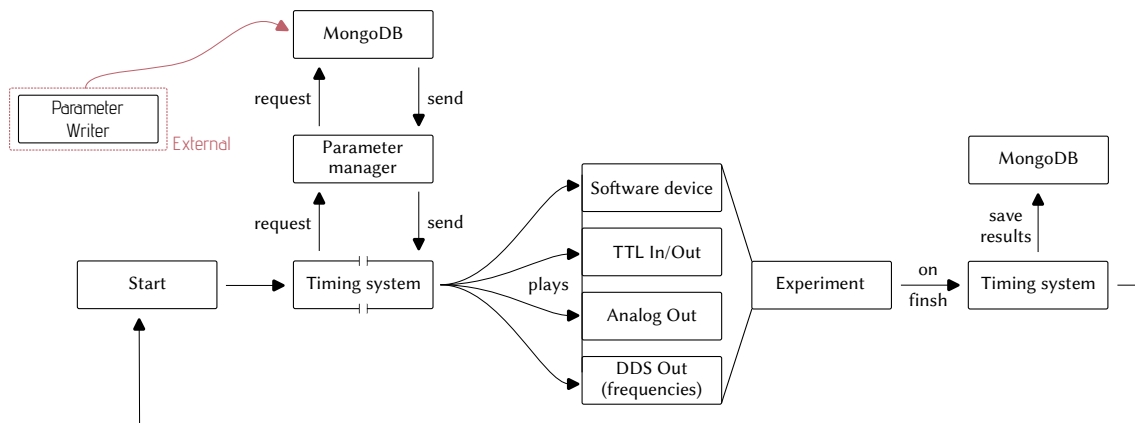 MongoDB
request
send
Parameter
Writer
External
Parameter
manager
request
send
Start
Timing system
plays
Software device
TTL In/Out
Analog Out
DDS Out
(frequencies)
Experiment
on
finsh
MongoDB
save
results
Timing system